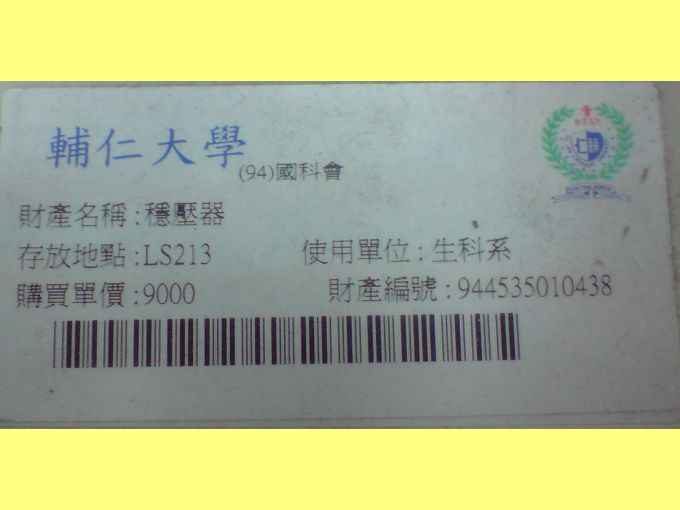 輔仁大學
(94)國科會
財產名稱:穩壓器
存放地點:LS213 使用單位:生科系
購買單價:9000 財產編號:944535010438